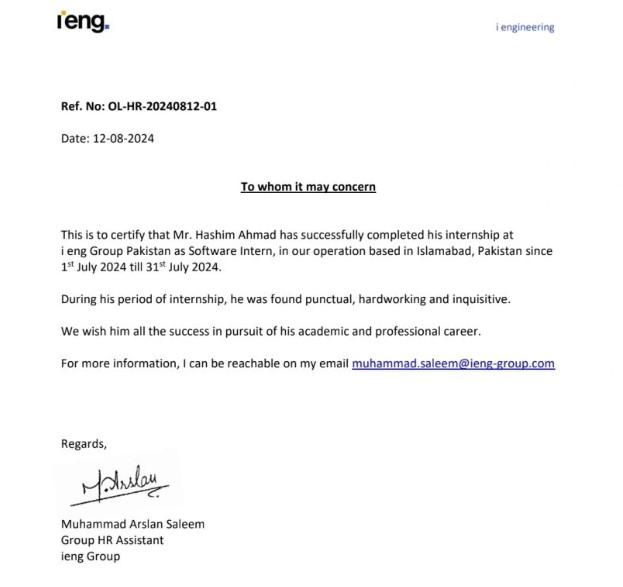 i'eng.
i engineering
Ref. No: OL-HR-20240812-01
Date: 12-08-2024
To whom it may concern
This is to certify that Mr. Hashim Ahmad has successfully completed his internship at
i eng Group Pakistan as Software Intern, in our operation based in Islamabad, Pakistan since
1st July 2024 till 31st July 2024.
During his period of internship, he was found punctual, hardworking and inquisitive.
We wish him all the success in pursuit of his academic and professional career.
For more information, I can be reachable on my email muhammad.saleem@ieng-group.com
Regards,
M.Arslan
Muhammad Arslan Saleem
Group HR Assistant
ieng Group